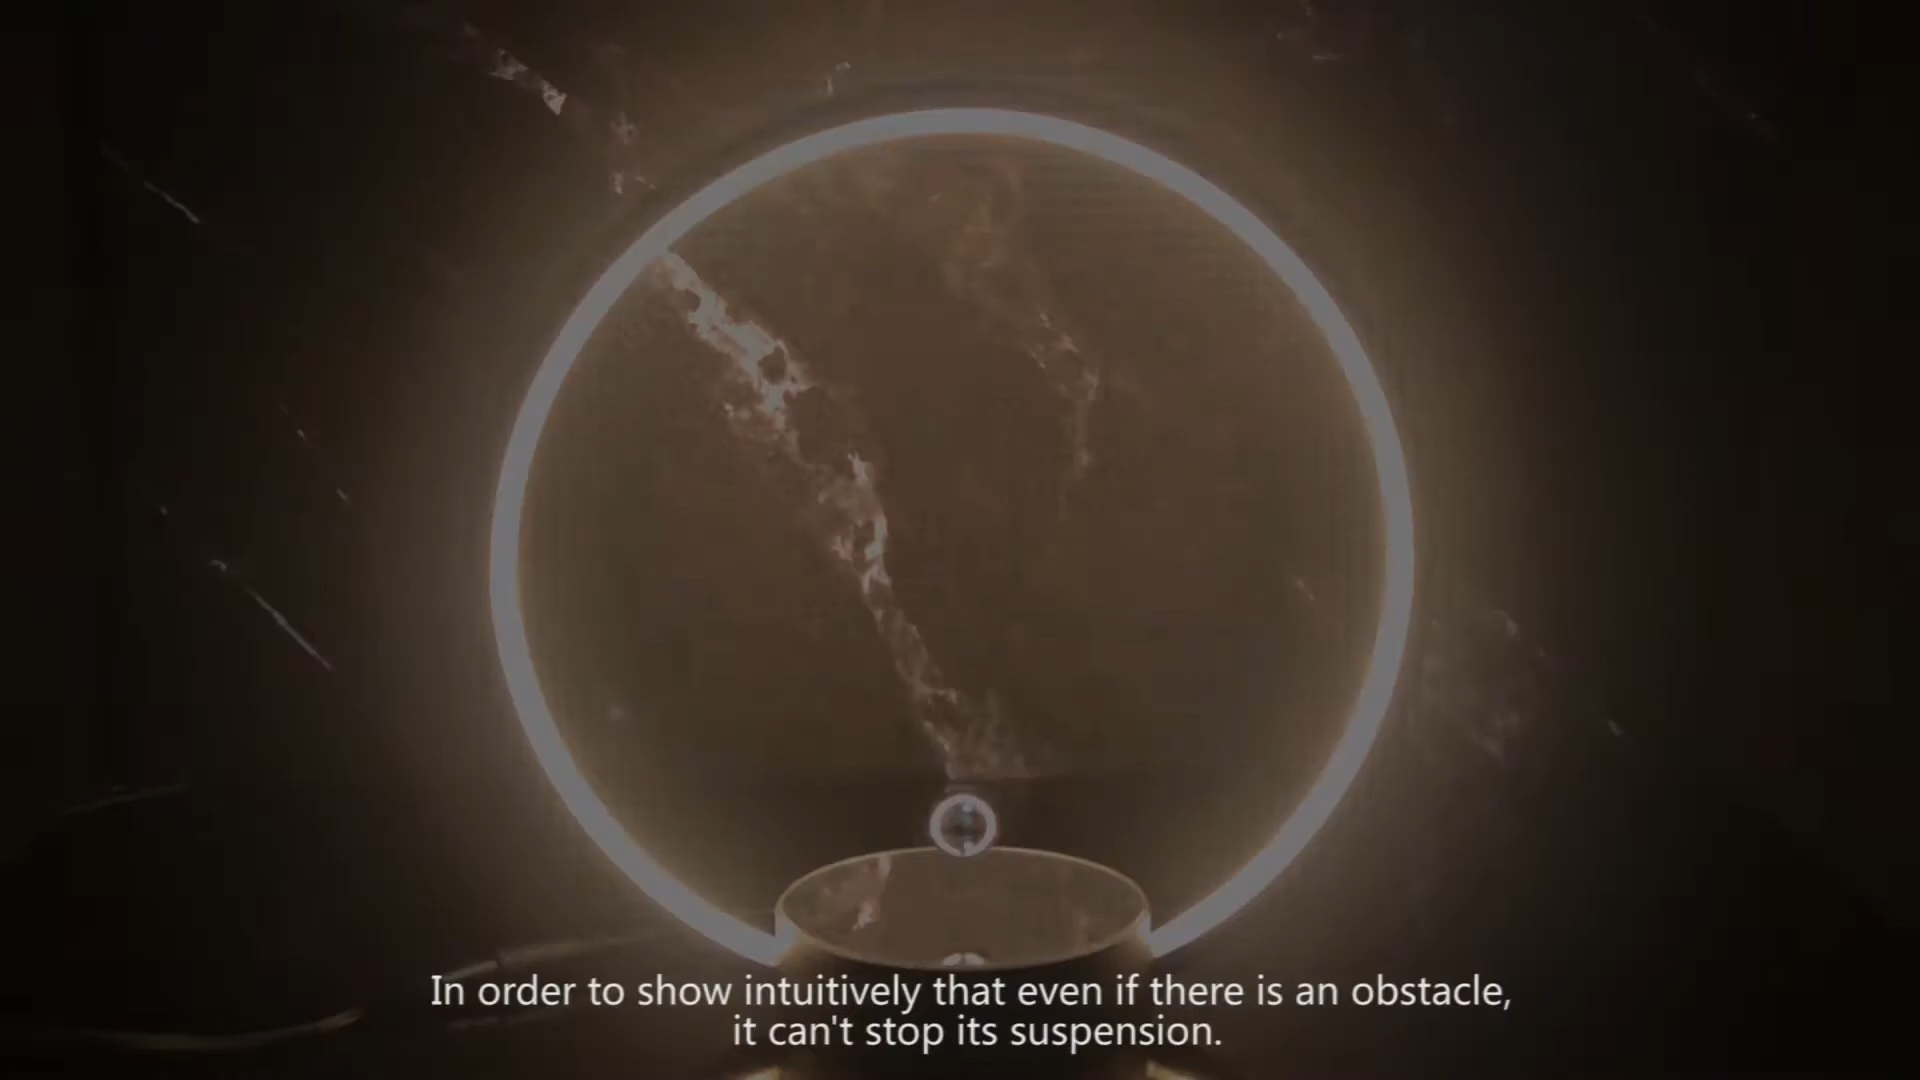 In order to show intuitively that even if there is an obstacle,
it can't stop its suspension.